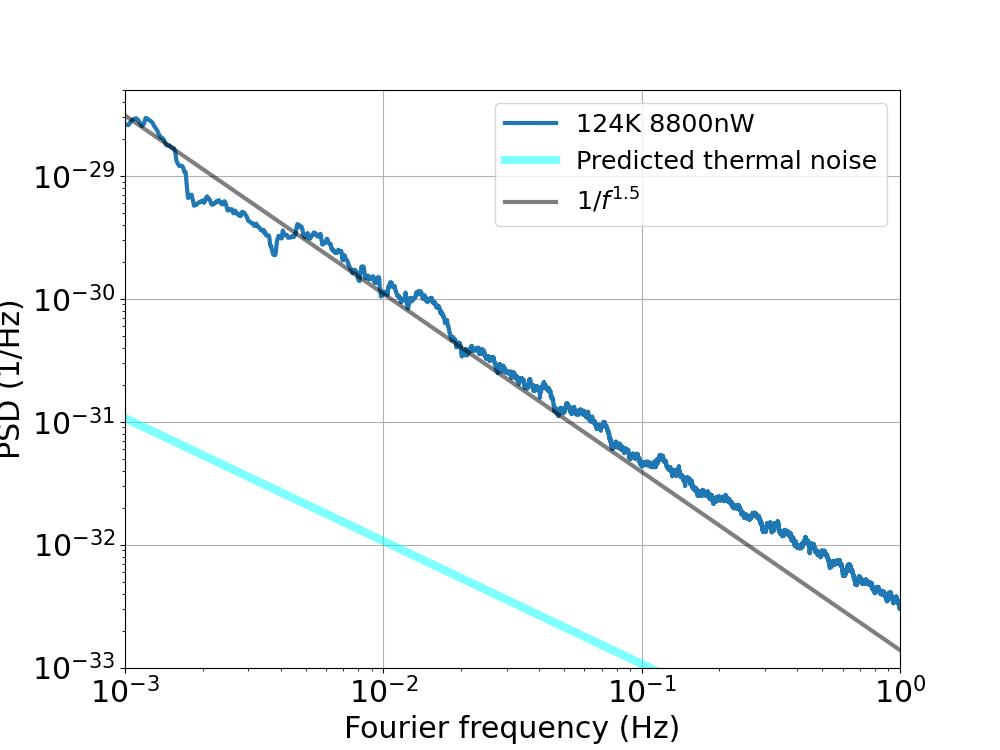 124K 8800nW
Predicted thermal noise
1/f^1.5
PSD (1/Hz)
10^−29
10^−30
10^−31
10^−32
10^−33
10^−3
10^−2
10^−1
10^0
Fourier frequency (Hz)